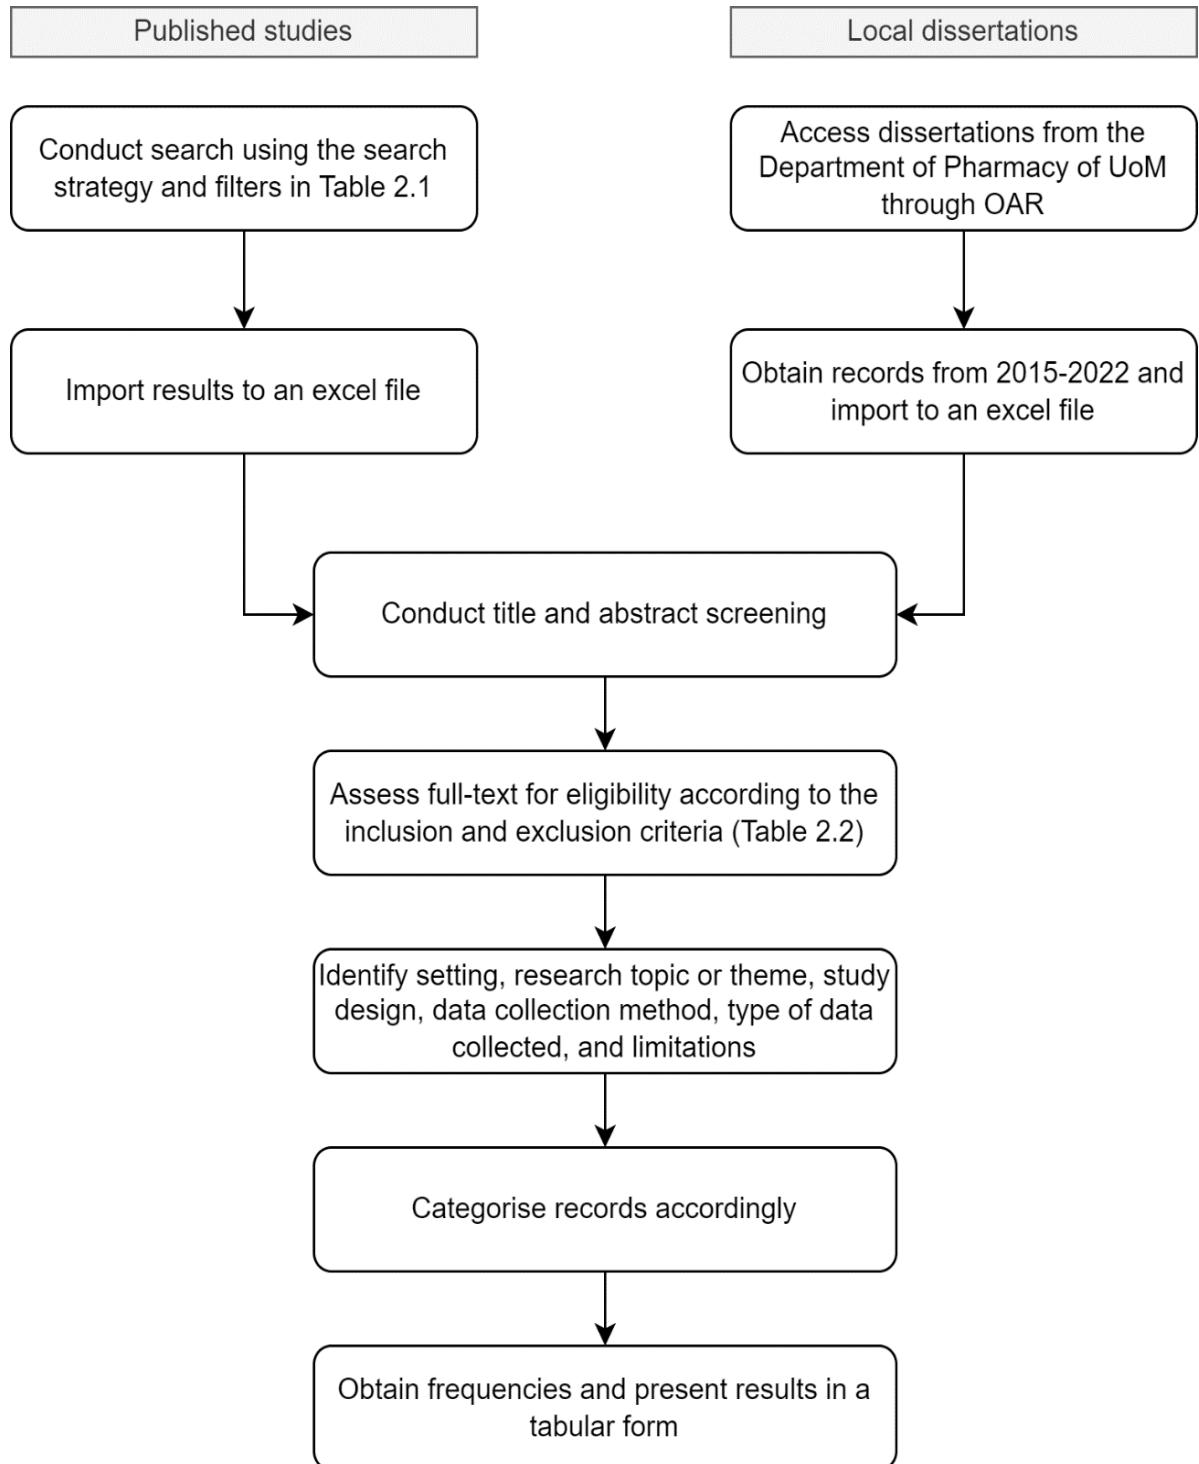 Published studies
Local dissertations
Conduct search using the search
strategy and filters in Table 2.1
Access dissertations from the
Department of Pharmacy of UoM
through OAR
Import results to an excel file
Obtain records from 2015-2022 and
import to an excel file
Conduct title and abstract screening
Assess full-text for eligibility according to the
inclusion and exclusion criteria (Table 2.2)
Identify setting, research topic or theme, study
design, data collection method, type of data
collected, and limitations
Categorise records accordingly
Obtain frequencies and present results in a
tabular form